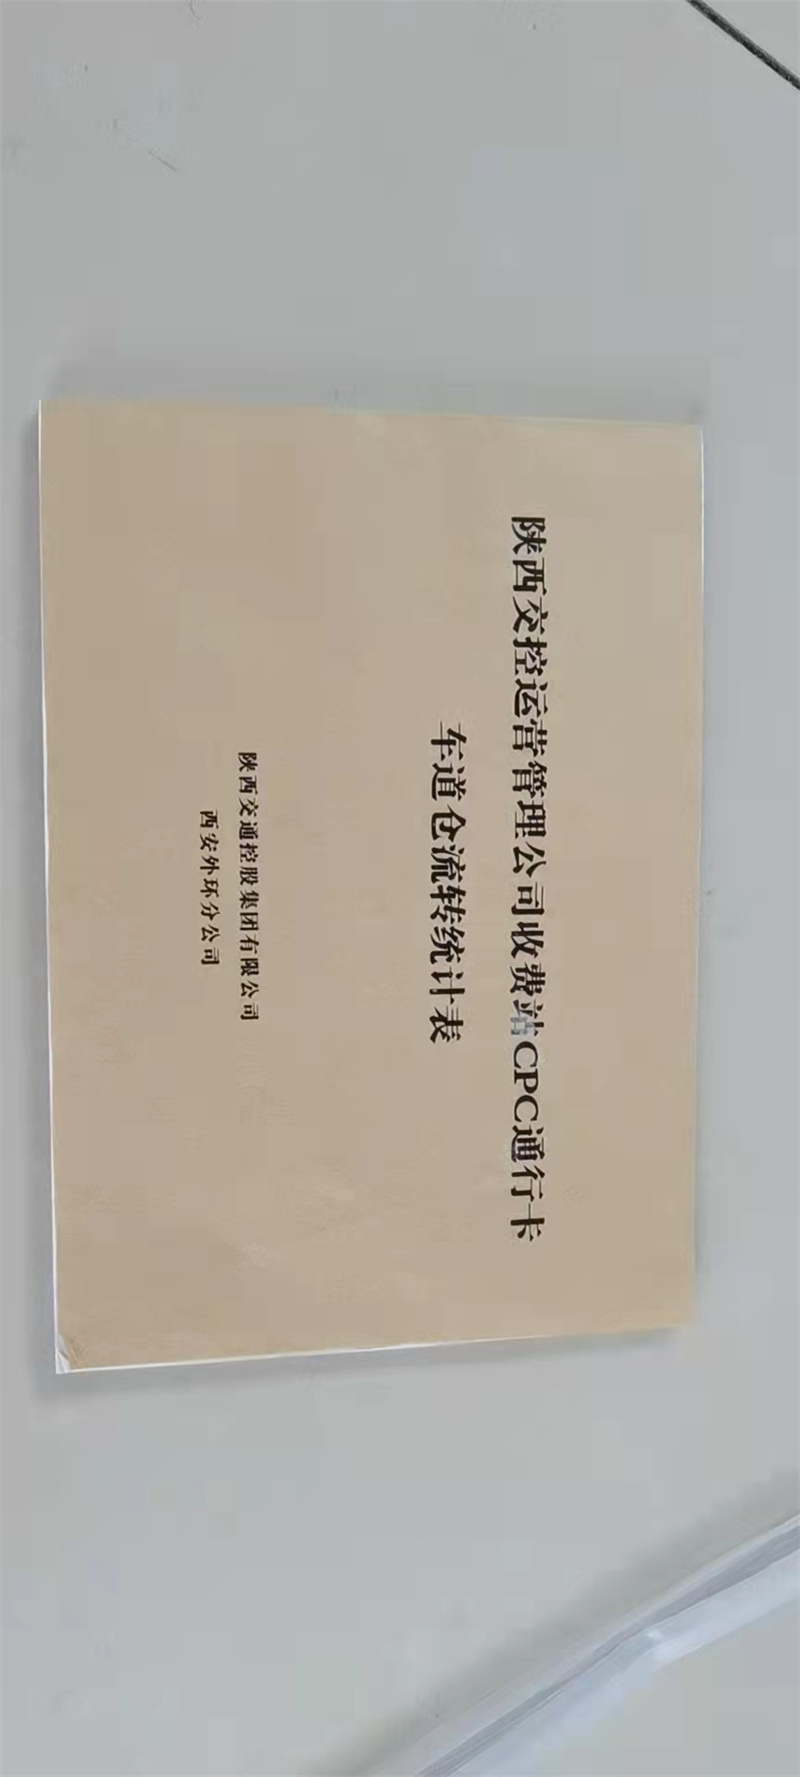 陕西交控运营管理公司收费站CPC通行卡
车道仓流转统计表
陕西交通控股集团有限公司
西安外环分公司